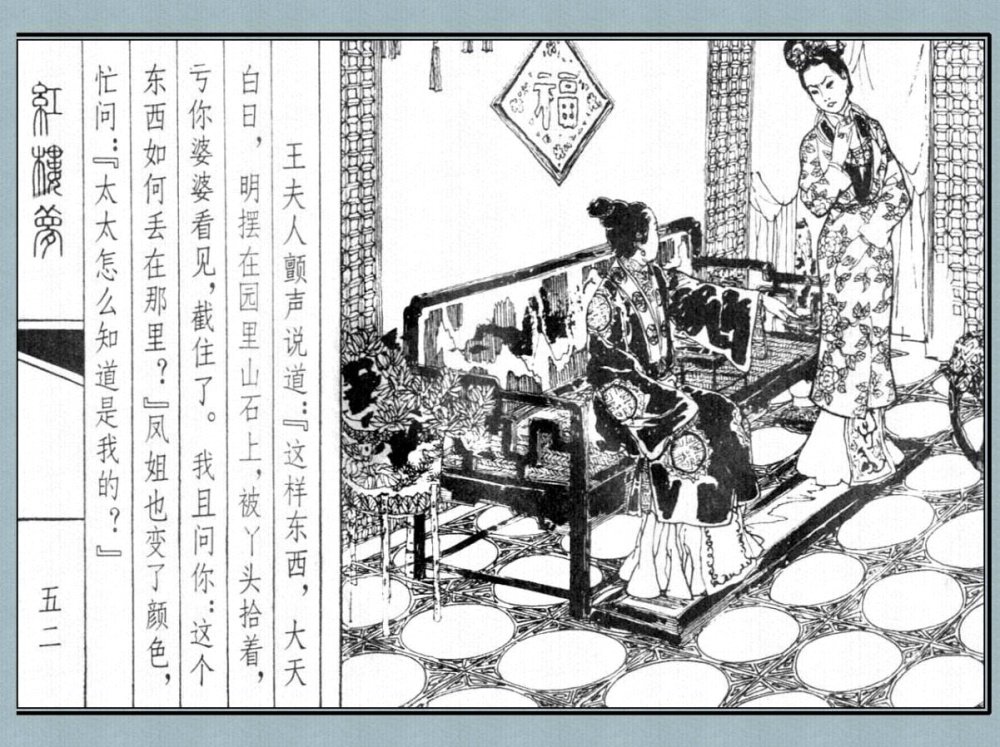 王夫人颤声说道：『这样东西，大天
白日，明摆在园里山石上，被丫头拾着，
亏你婆婆看见，截住了。我且问你：这个
东西如何丢在那里？』凤姐也变了颜色，
忙问：『太太怎么知道是我的？』
紅樓夢
五二
福